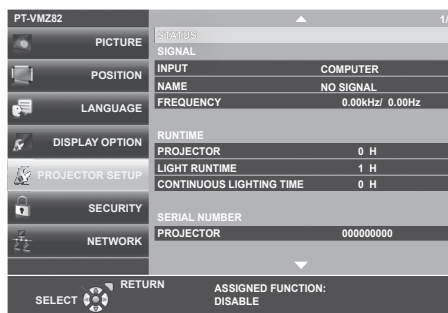 PT-VMZ82 1/
PICTURE
POSITION
LANGUAGE
DISPLAY OPTION
PROJECTOR SETUP
SECURITY
NETWORK
STATUS
SIGNAL
INPUT COMPUTER
NAME NO SIGNAL
FREQUENCY 0.00kHz/ 0.00Hz
RUNTIME
PROJECTOR 0 H
LIGHT RUNTIME 1 H
CONTINUOUS LIGHTING TIME 0 H
SERIAL NUMBER
PROJECTOR 000000000
SELECT RETURN ASSIGNED FUNCTION:
DISABLE